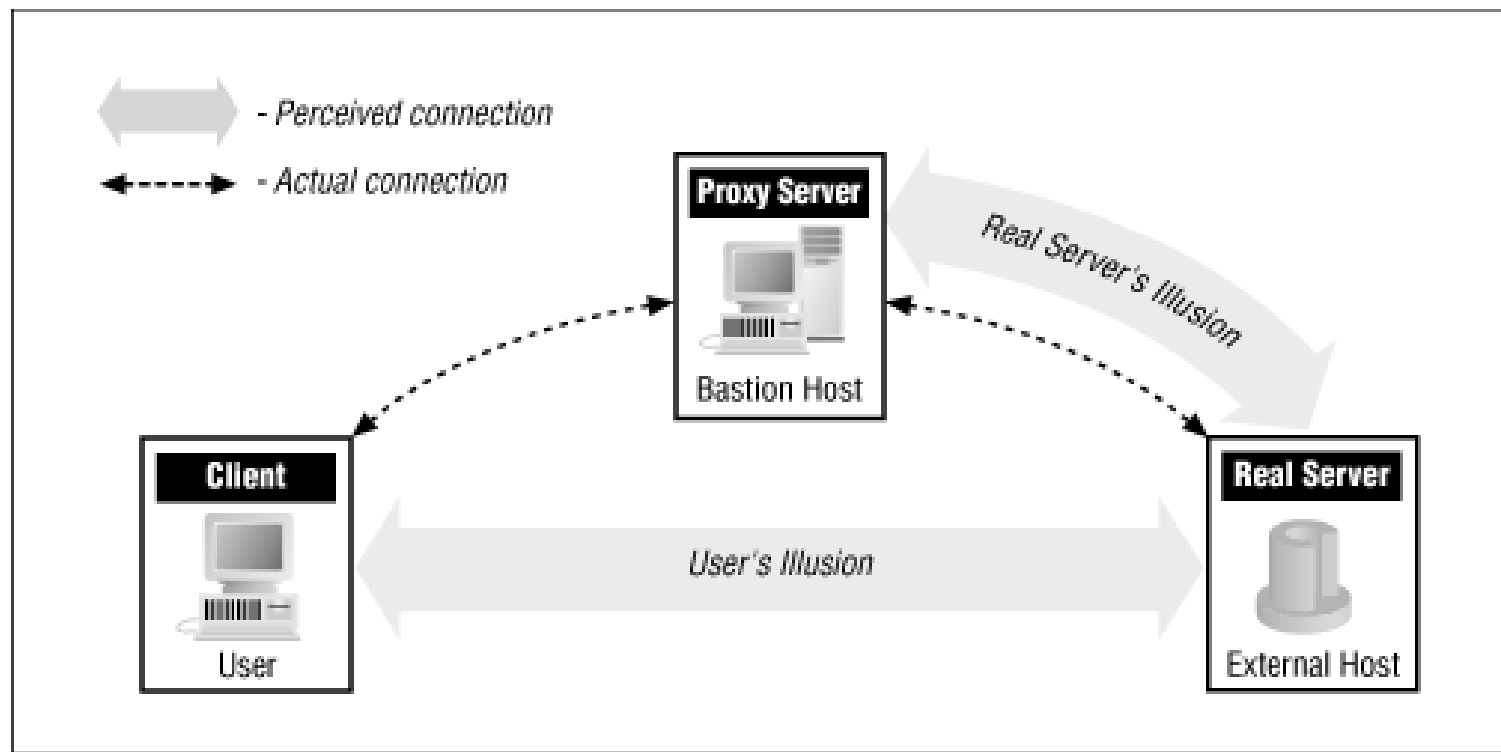 - Perceived connection
- Actual connection
Proxy Server
Bastion Host
Real Server's Illusion
Client
User
User's Illusion
Real Server
External Host